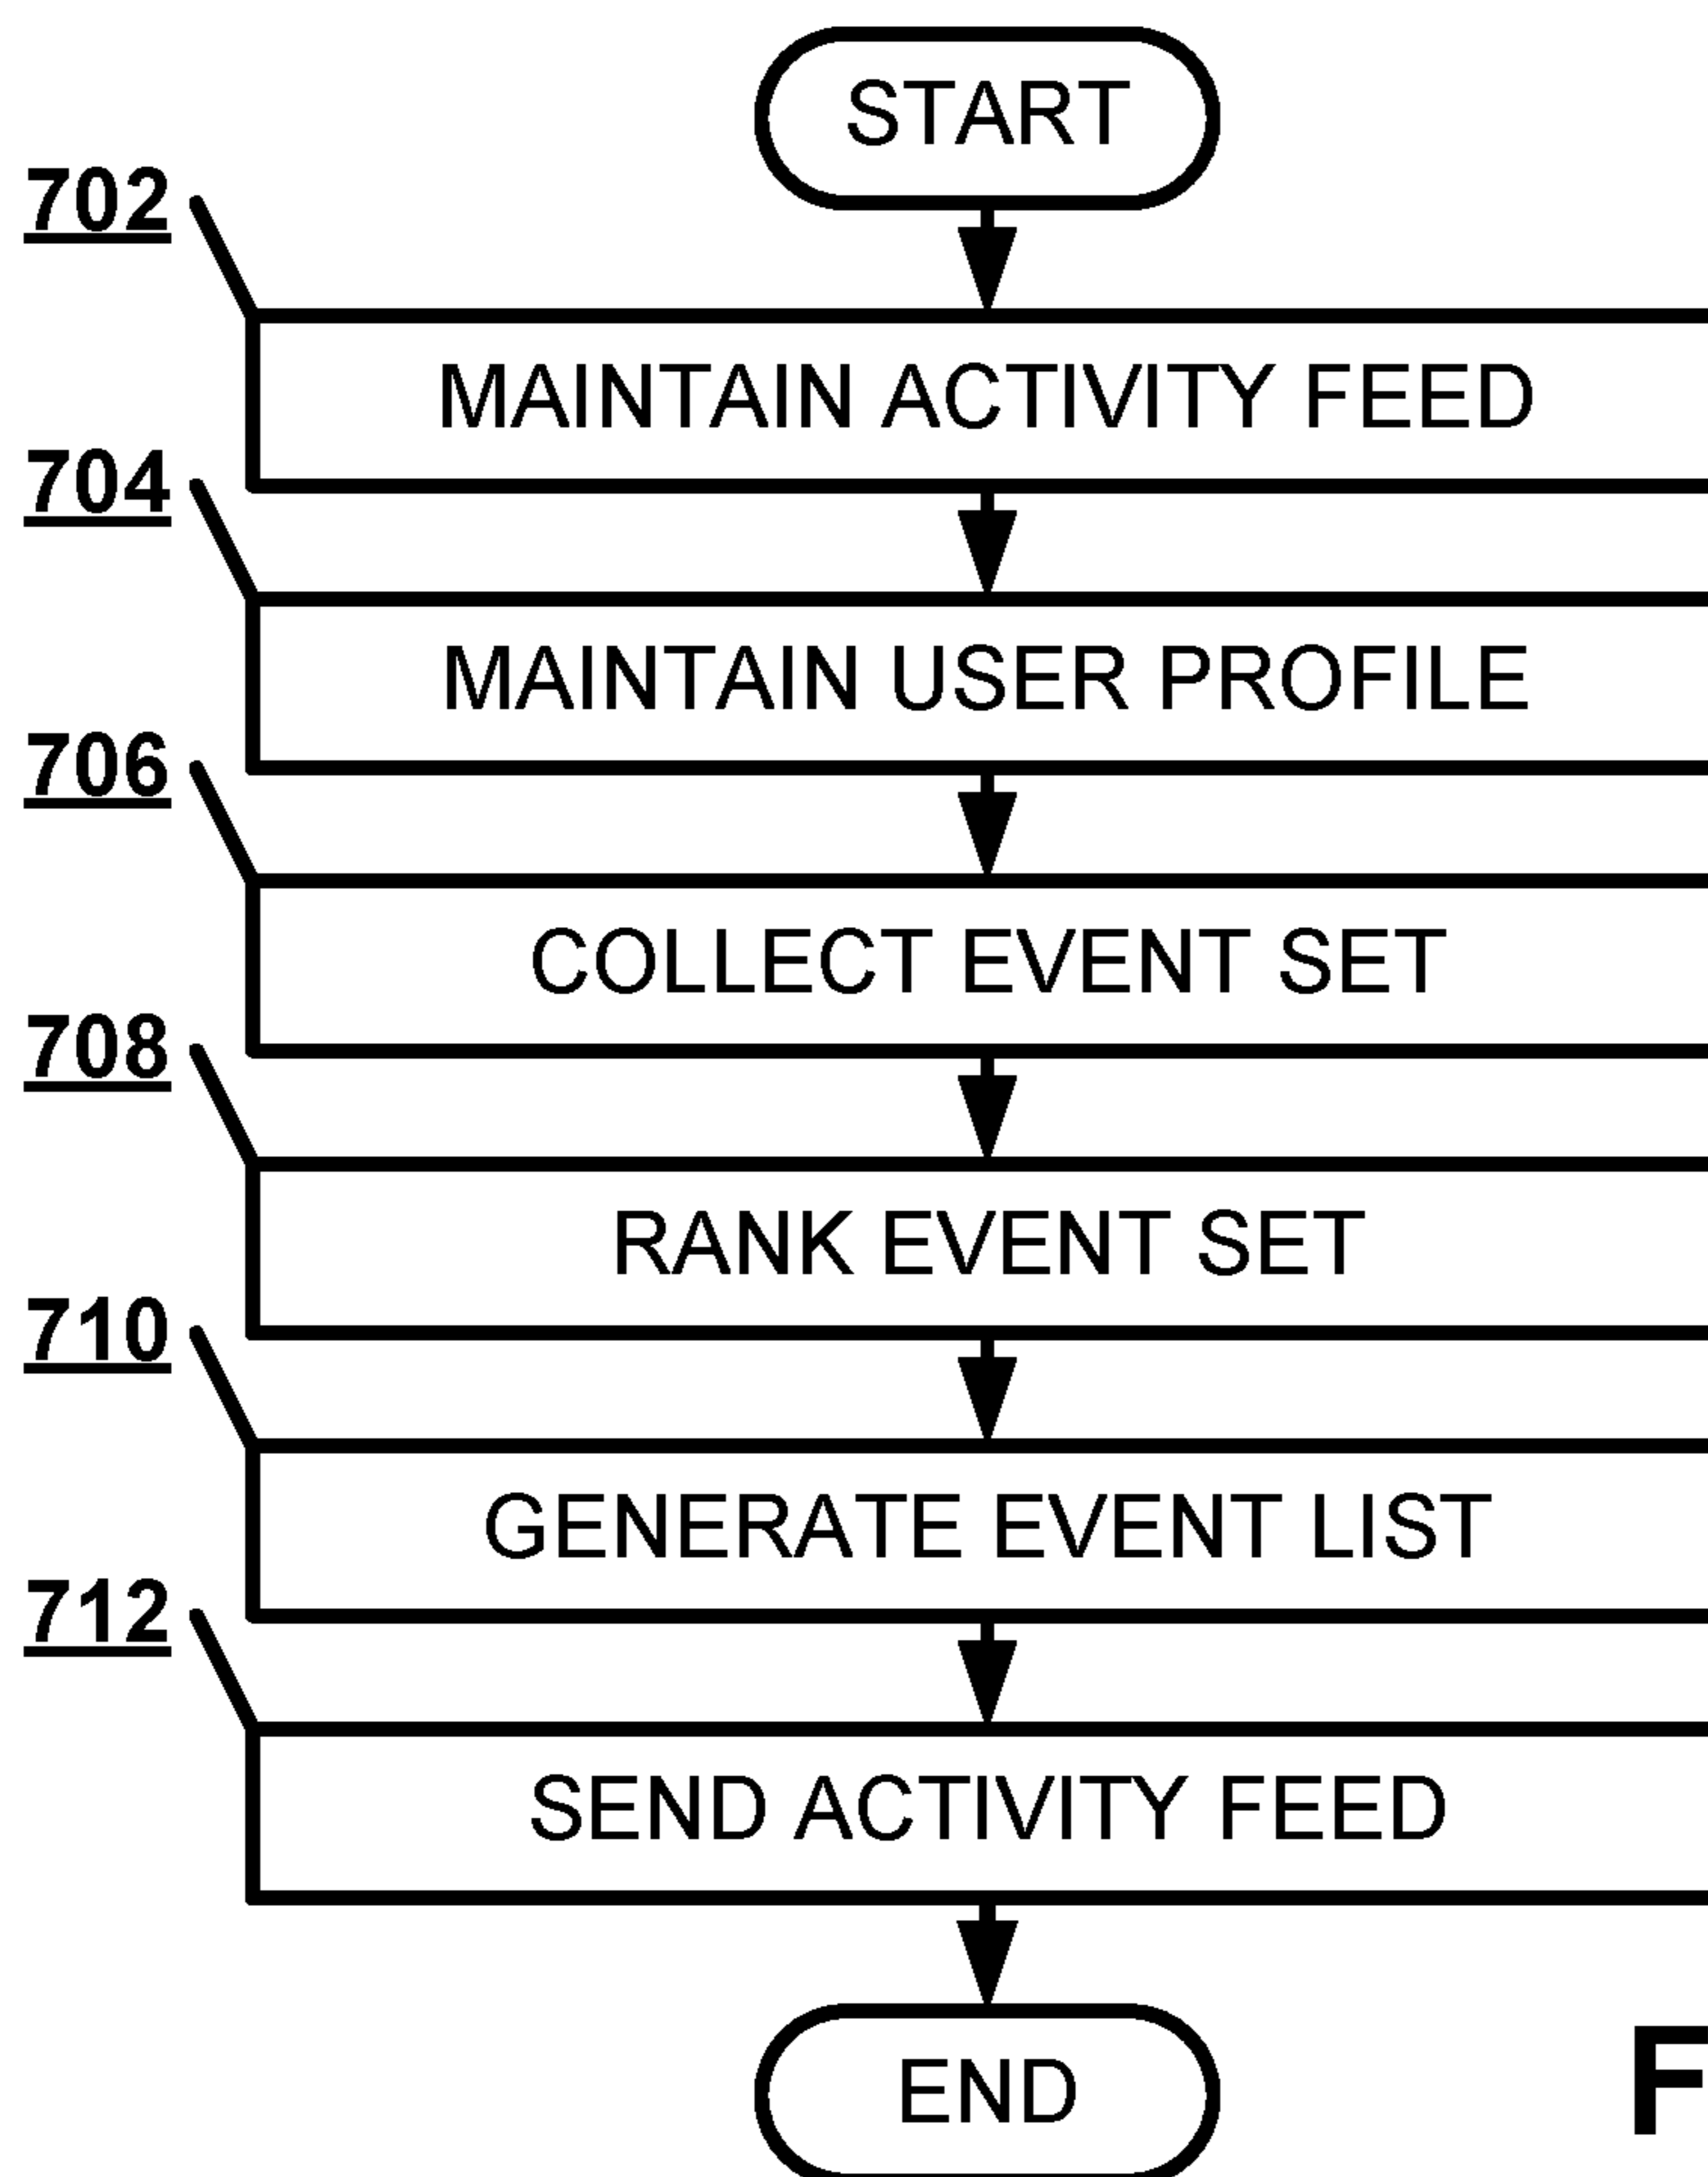 START
702
MAINTAIN ACTIVITY FEED
704
MAINTAIN USER PROFILE
706
COLLECT EVENT SET
708
RANK EVENT SET
710
GENERATE EVENT LIST
712
SEND ACTIVITY FEED
END
F